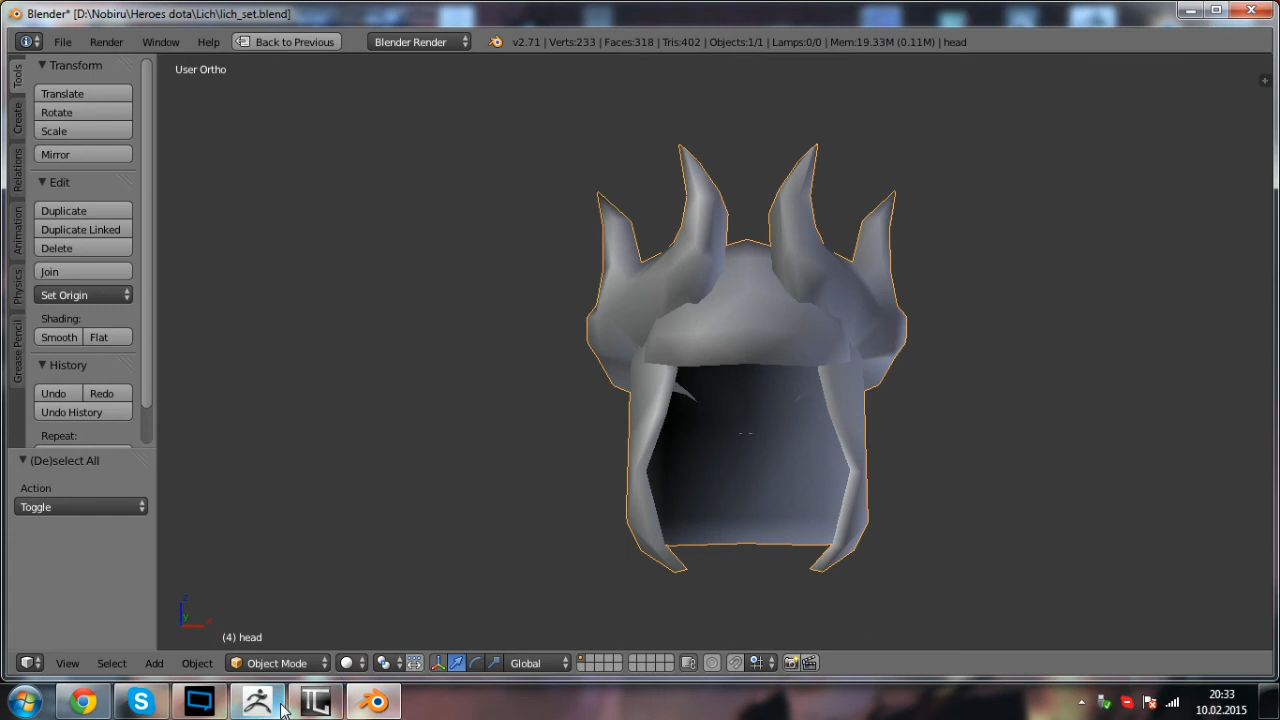 Blender* [D:\Nobiru\Heroes dota\Lich\lich_set.blend]
File Render Window Help Back to Previous Blender Render v2.71 | Verts:233 | Faces:318 | Tris:402 | Objects:1/1 | Lamps:0/0 | Mem:19.33M (0.11M) | head
Tools
Create
Relations
Animation
Physics
Grease Pencil
Transform
Translate
Rotate
Scale
Mirror
Edit
Duplicate
Duplicate Linked
Delete
Join
Set Origin
Shading:
Smooth Flat
History
Undo Redo
Undo History
Repeat:
(De)select All
Action
Toggle
User Ortho
z
y
x
(4) head
View Select Add Object Object Mode Global
20:33
10.02.2015